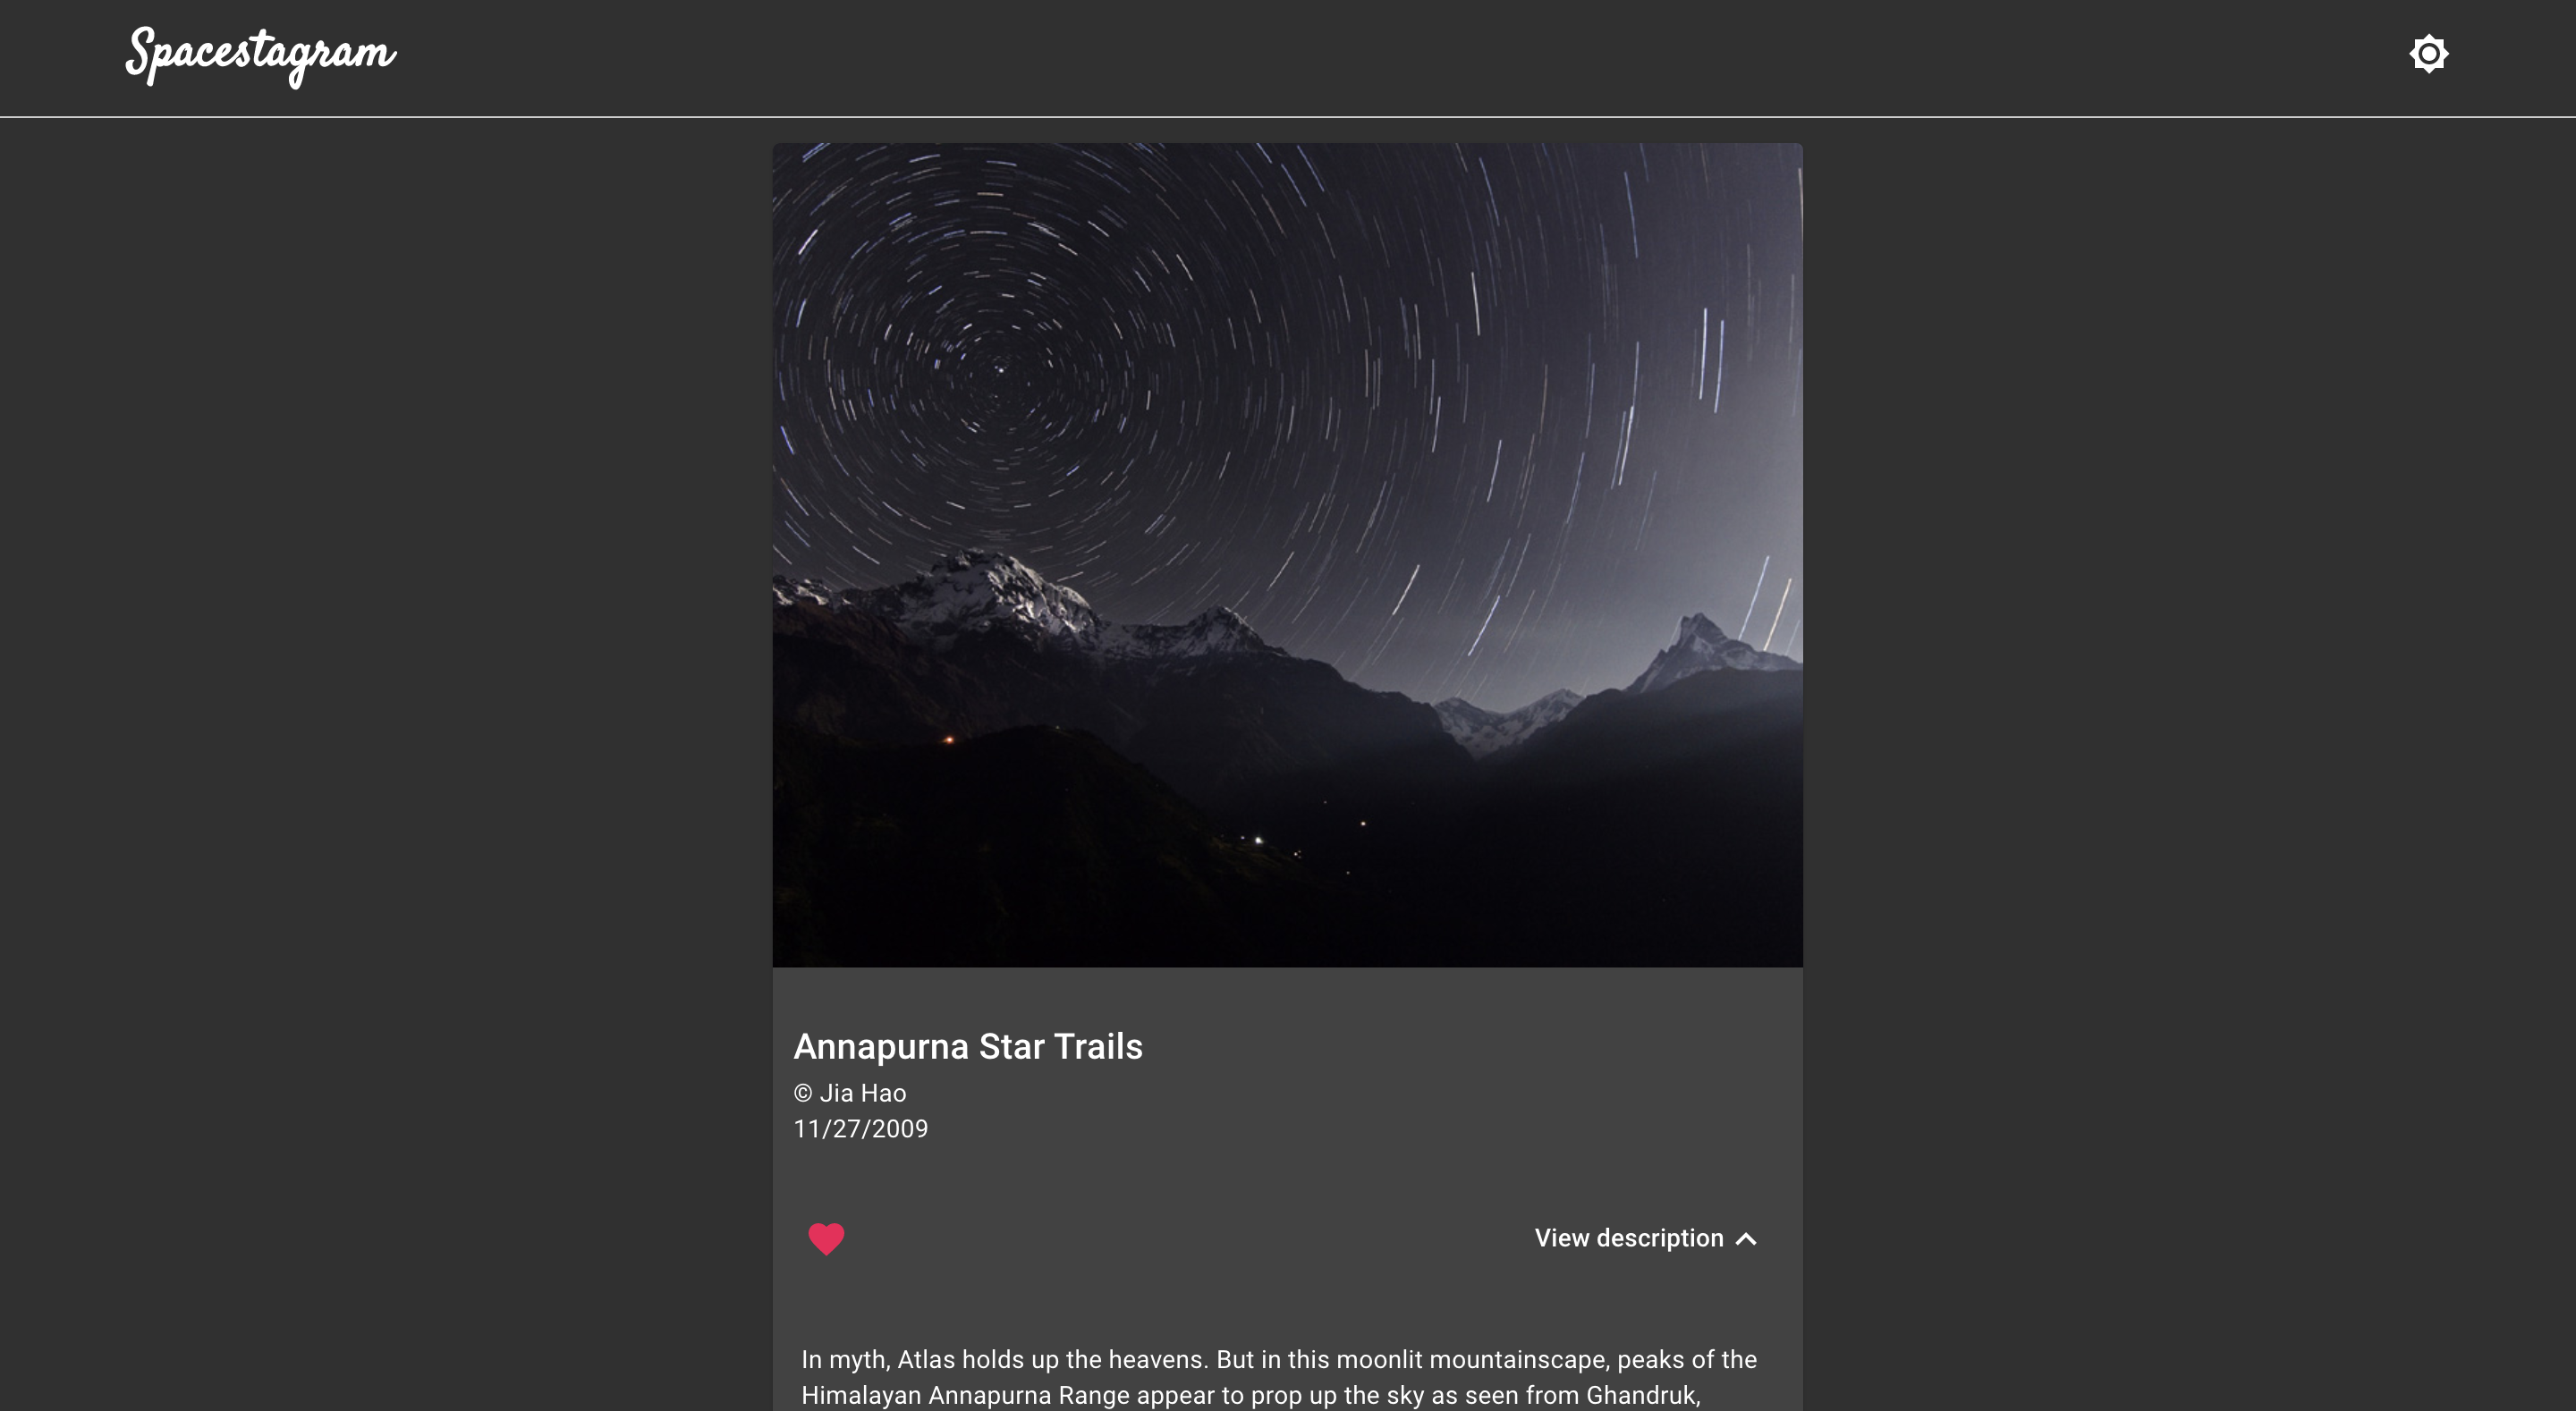 Spacestagram
Annapurna Star Trails
© Jia Hao
11/27/2009
View description
In myth, Atlas holds up the heavens. But in this moonlit mountainscape, peaks of the
Himalayan Annapurna Range appear to prop up the sky as seen from Ghandruk,